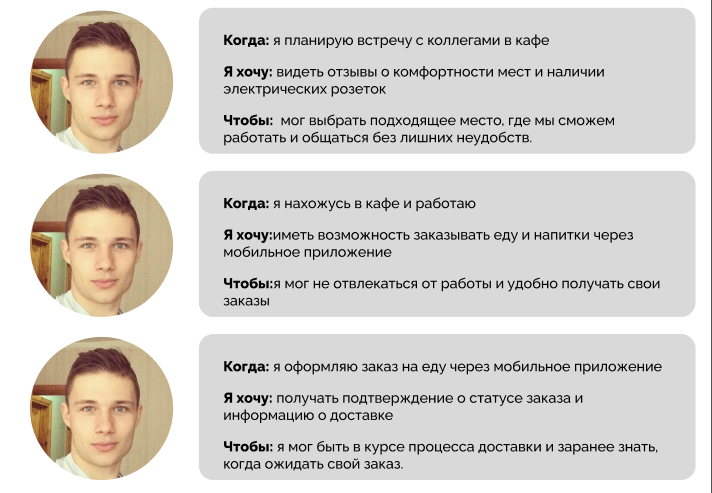 Когда: я планирую встречу с коллегами в кафе
Я хочу: видеть отзывы о комфортности мест и наличии
электрических розеток
Чтобы: мог выбрать подходящее место, где мы сможем
работать и общаться без лишних неудобств.
Когда: я нахожусь в кафе и работаю
Я хочу:иметь возможность заказывать еду и напитки через
мобильное приложение
Чтобы:я мог не отвлекаться от работы и удобно получать свои
заказы
Когда: я оформляю заказ на еду через мобильное приложение
Я хочу: получать подтверждение о статусе заказа и
информацию о доставке
Чтобы: я мог быть в курсе процесса доставки и заранее знать,
когда ожидать свой заказ.